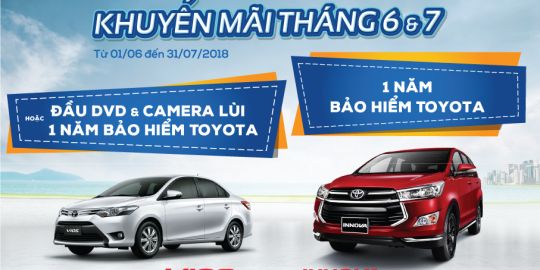 KHUYẾN MÃI THÁNG 6 & 7
Từ 01/06 đến 31/07/2018
HOẶC
ĐẦU DVD & CAMERA LÙI
1 NĂM BẢO HIỂM TOYOTA
1 NĂM
BẢO HIỂM TOYOTA
INNOVA